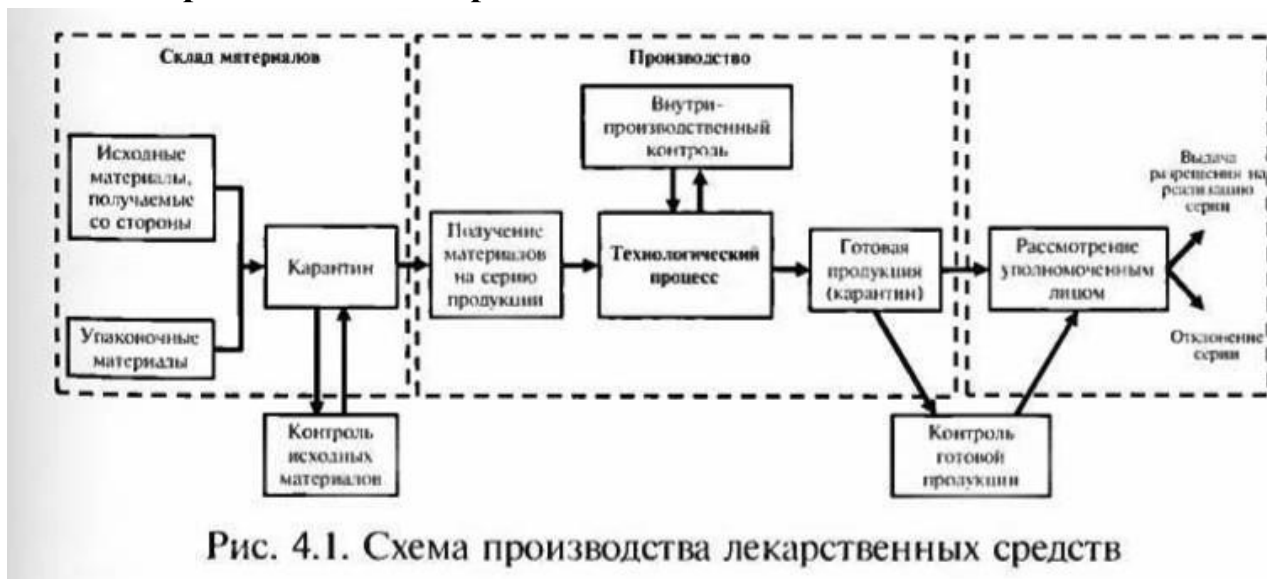 Склад материалов
Исходные
материалы,
получаемые
со стороны
Упаковочные
материалы
Карантин
Контроль
исходных
материалов
Производство
Внутри-
производственный
контроль
Получение
материалов
на серию
продукции
Технологический
процесс
Готовая
продукция
(карантин)
Контроль
готовой
продукции
Рассмотрение
уполномоченным
лицом
Выдача
разрешения на
реализацию
серии
Отклонение
серии
Рис. 4.1. Схема производства лекарственных средств